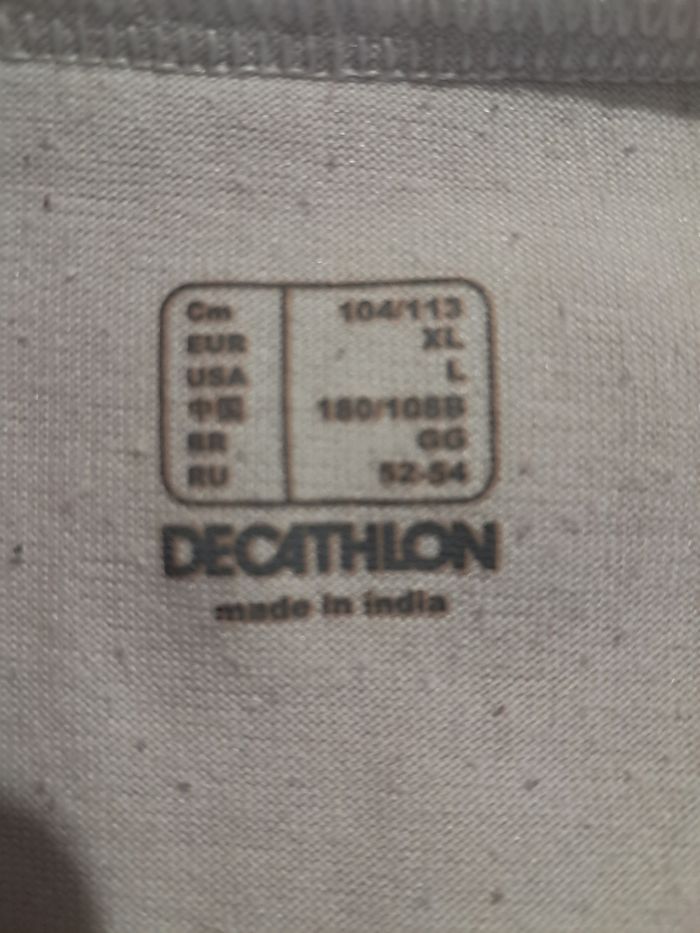 Cm 104/113
EUR XL
USA L
中国 180/108B
BR GG
RU 52-54
DECATHLON
made in india